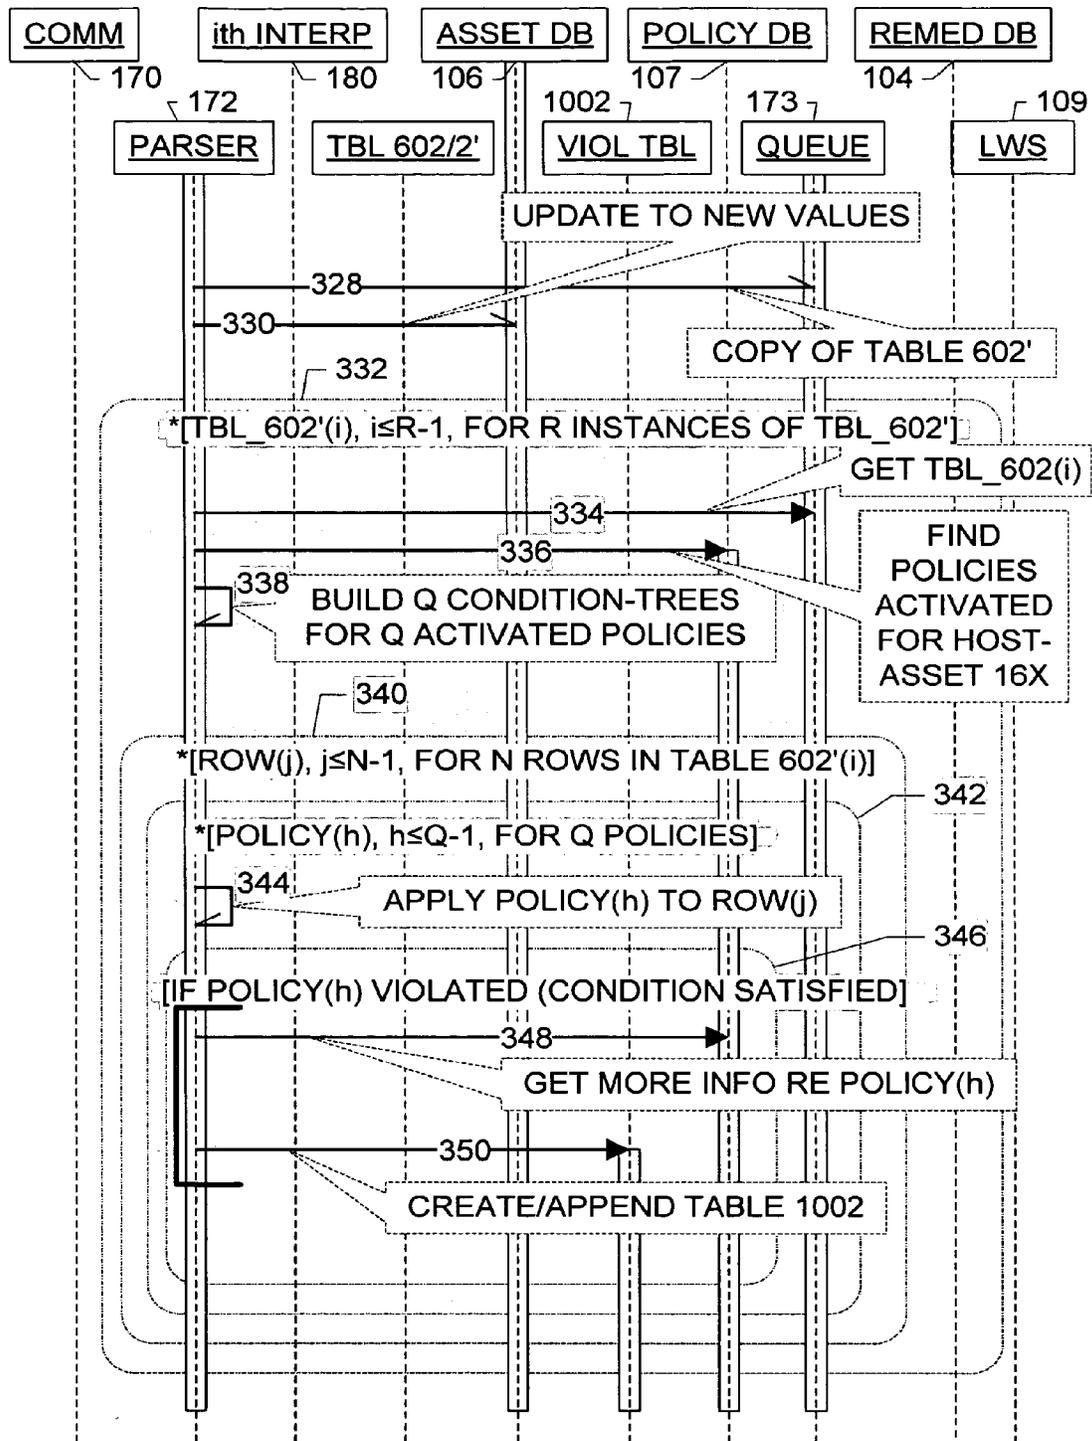 COMM
ith INTERP
ASSET DB
POLICY DB
REMED DB
170
180
106
107
104
172
1002
173
109
PARSER
TBL 602/2'
VIOL TBL
QUEUE
LWS
UPDATE TO NEW VALUES
328
330
COPY OF TABLE 602'
332
*[TBL_602'(i), i≤R-1, FOR R INSTANCES OF TBL_602']
GET TBL_602(i)
334
336
FIND
POLICIES
ACTIVATED
FOR HOST-
ASSET 16X
338
BUILD Q CONDITION-TREES
FOR Q ACTIVATED POLICIES
340
*[ROW(j), j≤N-1, FOR N ROWS IN TABLE 602'(i)]
342
*[POLICY(h), h≤Q-1, FOR Q POLICIES]
344
APPLY POLICY(h) TO ROW(j)
346
[IF POLICY(h) VIOLATED (CONDITION SATISFIED]
348
GET MORE INFO RE POLICY(h)
350
CREATE/APPEND TABLE 1002